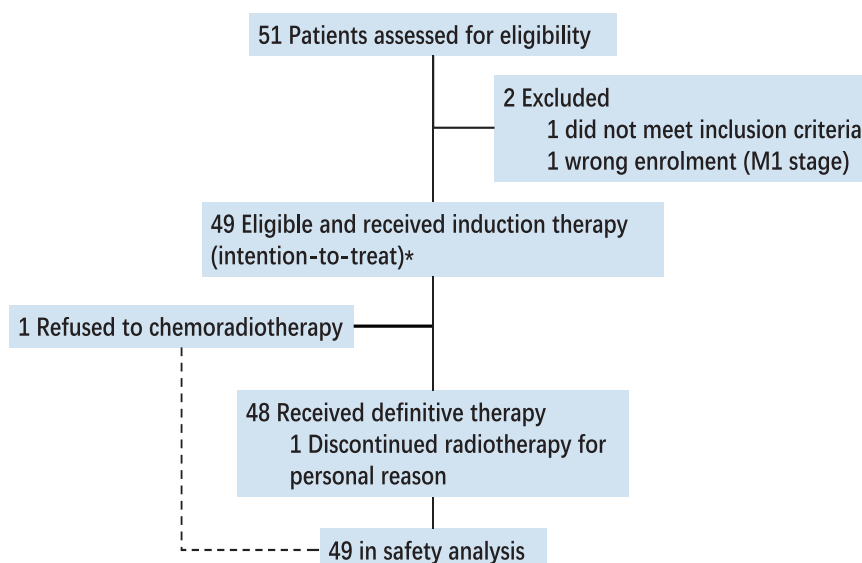 51 Patients assessed for eligibility
2 Excluded
1 did not meet inclusion criteria
1 wrong enrolment (M1 stage)
49 Eligible and received induction therapy
(intention-to-treat)*
1 Refused to chemoradiotherapy
48 Received definitive therapy
1 Discontinued radiotherapy for
personal reason
49 in safety analysis